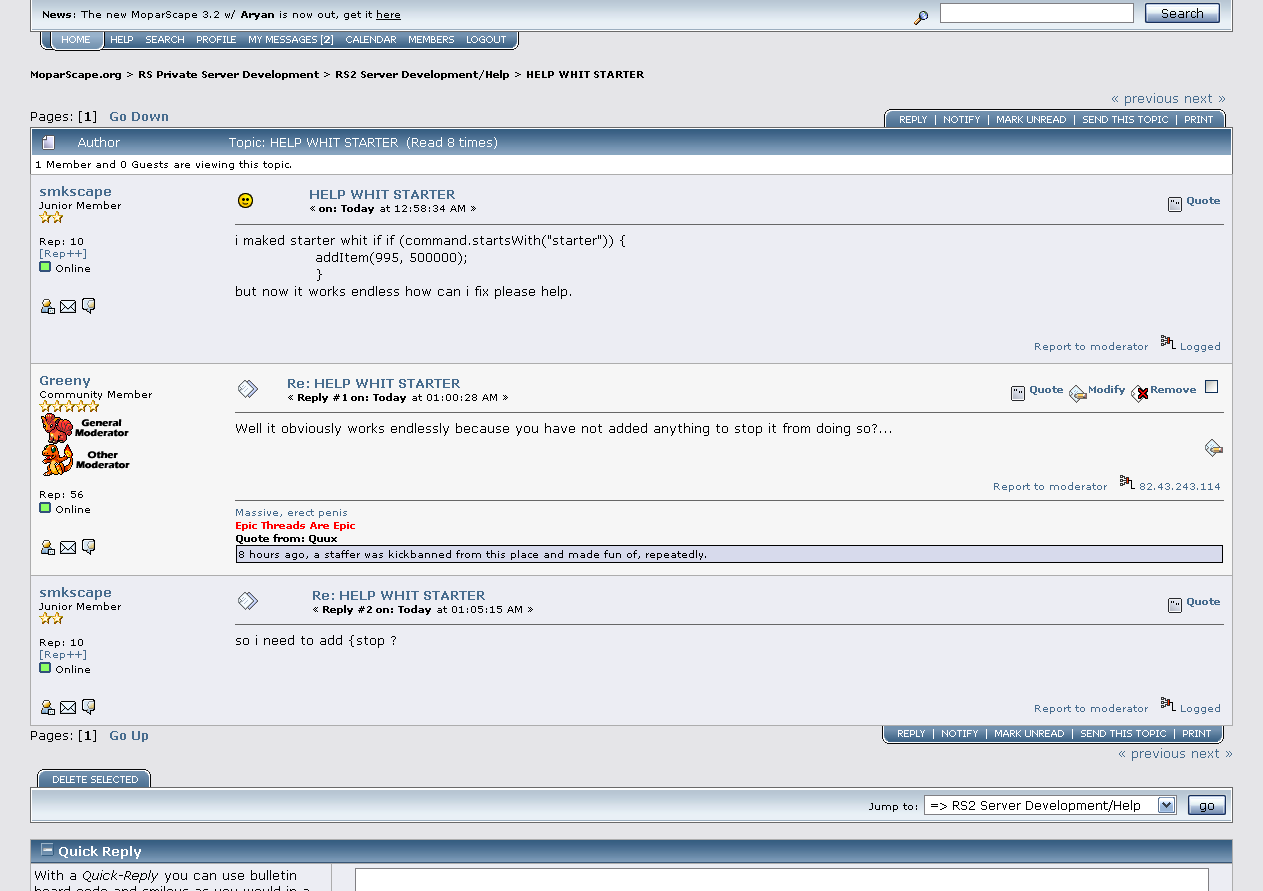 News: The new MoparScape 3.2 w/ Aryan is now out, get it here
Search
HOME HELP SEARCH PROFILE MY MESSAGES [2] CALENDAR MEMBERS LOGOUT
MoparScape.org > RS Private Server Development > RS2 Server Development/Help > HELP WHIT STARTER
« previous next »
Pages: [1] Go Down
REPLY | NOTIFY | MARK UNREAD | SEND THIS TOPIC | PRINT
Author Topic: HELP WHIT STARTER (Read 8 times)
1 Member and 0 Guests are viewing this topic.
smkscape
Junior Member
Rep: 10
[Rep++]
Online
HELP WHIT STARTER
« on: Today at 12:58:34 AM »
Quote
i maked starter whit if if (command.startsWith("starter")) {
addItem(995, 500000);
}
but now it works endless how can i fix please help.
Report to moderator Logged
Greeny
Community Member
General
Moderator
Other
Moderator
Rep: 56
Online
Re: HELP WHIT STARTER
« Reply #1 on: Today at 01:00:28 AM »
Quote Modify Remove
Well it obviously works endlessly because you have not added anything to stop it from doing so?...
Report to moderator 82.43.243.114
Massive, erect penis
Epic Threads Are Epic
Quote from: Quux
8 hours ago, a staffer was kickbanned from this place and made fun of, repeatedly.
smkscape
Junior Member
Rep: 10
[Rep++]
Online
Re: HELP WHIT STARTER
« Reply #2 on: Today at 01:05:15 AM »
Quote
so i need to add {stop ?
Report to moderator Logged
Pages: [1] Go Up
REPLY | NOTIFY | MARK UNREAD | SEND THIS TOPIC | PRINT
« previous next »
DELETE SELECTED
Jump to: => RS2 Server Development/Help go
Quick Reply
With a Quick-Reply you can use bulletin
board code and smileys as you would in a